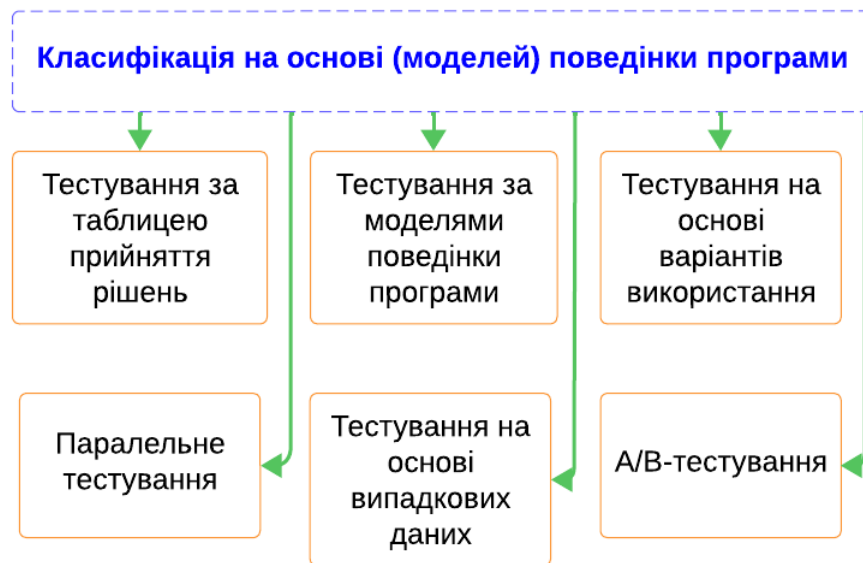 Класифікація на основі (моделей) поведінки програми
Тестування за
таблицею
прийняття
рішень
Тестування за
моделями
поведінки
програми
Тестування на
основі
варіантів
використання
Паралельне
тестування
Тестування на
основі
випадкових
даних
А/В-тестування